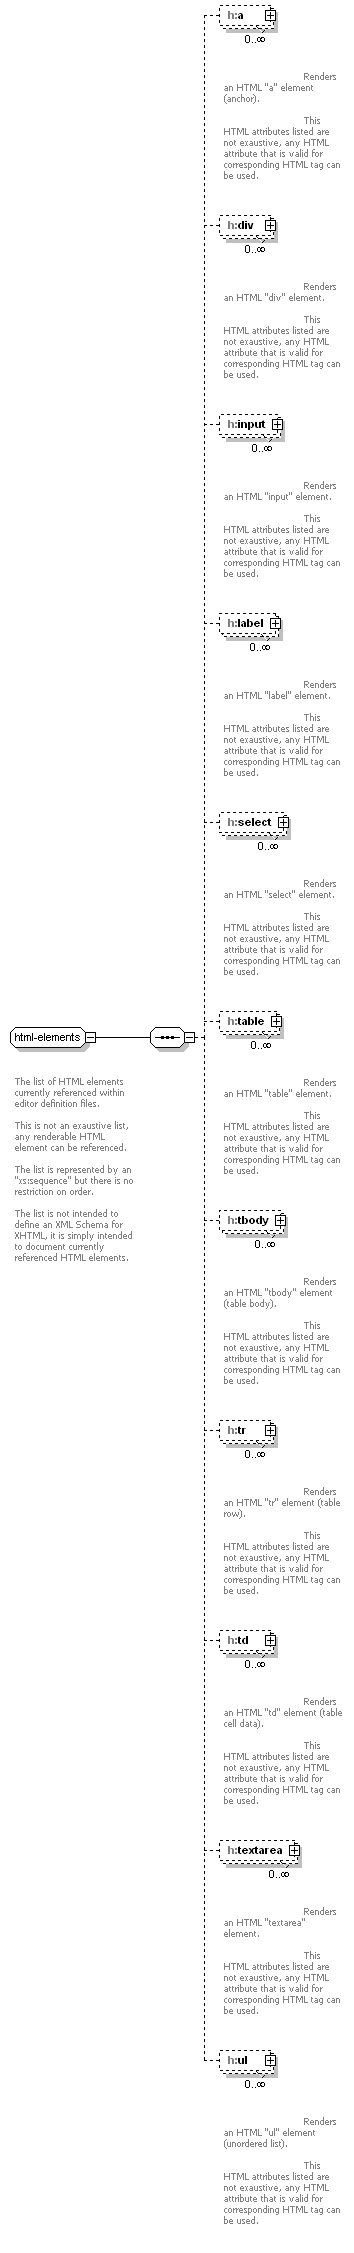 h:a
0..∞
Renders
an HTML "a" element
(anchor).
This
HTML attributes listed are
not exaustive, any HTML
attribute that is valid for
corresponding HTML tag can
be used.
h:div
0..∞
Renders
an HTML "div" element.
This
HTML attributes listed are
not exaustive, any HTML
attribute that is valid for
corresponding HTML tag can
be used.
h:input
0..∞
Renders
an HTML "input" element.
This
HTML attributes listed are
not exaustive, any HTML
attribute that is valid for
corresponding HTML tag can
be used.
h:label
0..∞
Renders
an HTML "label" element.
This
HTML attributes listed are
not exaustive, any HTML
attribute that is valid for
corresponding HTML tag can
be used.
h:select
0..∞
Renders
an HTML "select" element.
This
HTML attributes listed are
not exaustive, any HTML
attribute that is valid for
corresponding HTML tag can
be used.
html-elements
The list of HTML elements
currently referenced within
editor definition files.
This is not an exaustive list,
any renderable HTML
element can be referenced.
The list is represented by an
"xs:sequence" but there is no
restriction on order.
The list is not intended to
define an XML Schema for
XHTML, it is simply intended
to document currently
referenced HTML elements.
h:table
0..∞
Renders
an HTML "table" element.
This
HTML attributes listed are
not exaustive, any HTML
attribute that is valid for
corresponding HTML tag can
be used.
h:tbody
0..∞
Renders
an HTML "tbody" element
(table body).
This
HTML attributes listed are
not exaustive, any HTML
attribute that is valid for
corresponding HTML tag can
be used.
h:tr
0..∞
Renders
an HTML "tr" element (table
row).
This
HTML attributes listed are
not exaustive, any HTML
attribute that is valid for
corresponding HTML tag can
be used.
h:td
0..∞
Renders
an HTML "td" element (table
cell data).
This
HTML attributes listed are
not exaustive, any HTML
attribute that is valid for
corresponding HTML tag can
be used.
h:textarea
0..∞
Renders
an HTML "textarea"
element.
This
HTML attributes listed are
not exaustive, any HTML
attribute that is valid for
corresponding HTML tag can
be used.
h:ul
0..∞
Renders
an HTML "ul" element
(unordered list).
This
HTML attributes listed are
not exaustive, any HTML
attribute that is valid for
corresponding HTML tag can
be used.